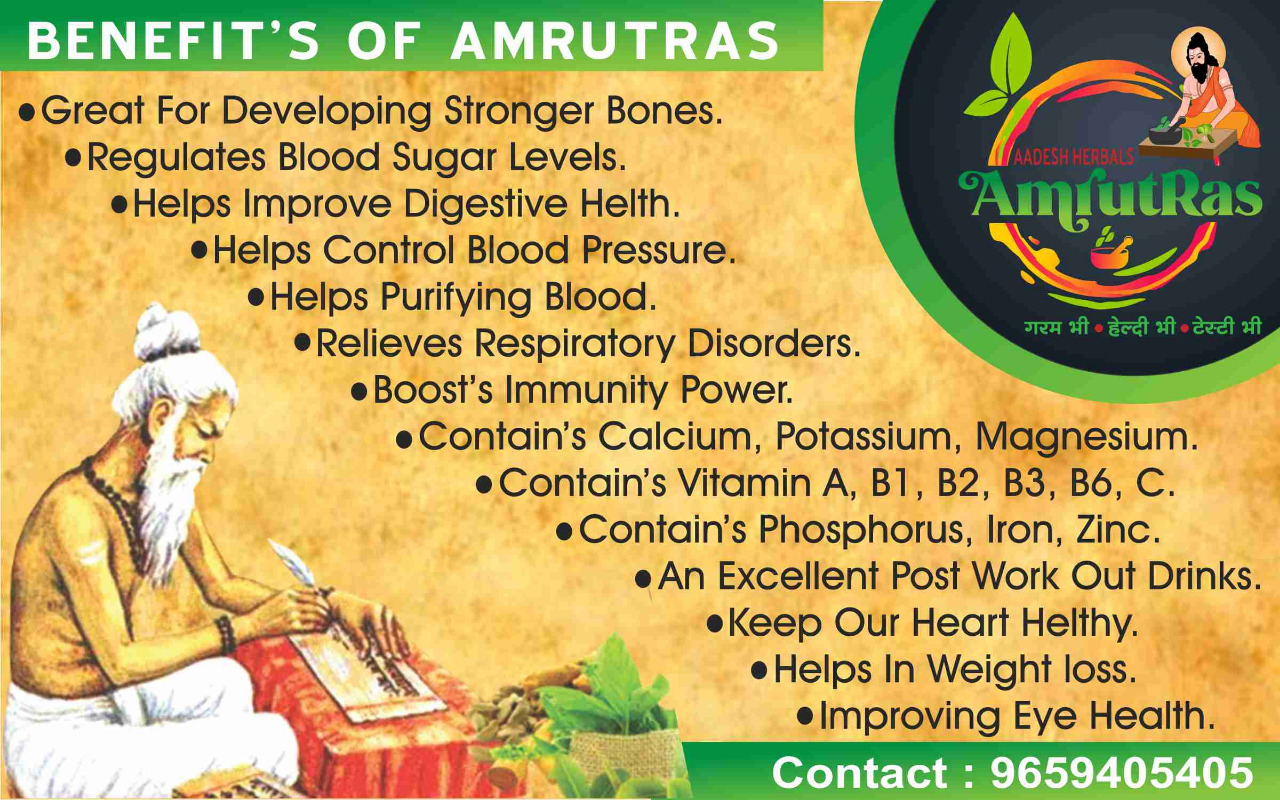 BENEFIT'S OF AMRUTRAS
●Great For Developing Stronger Bones.
●Regulates Blood Sugar Levels.
●Helps Improve Digestive Helth.
●Helps Control Blood Pressure.
●Helps Purifying Blood.
●Relieves Respiratory Disorders.
●Boost's Immunity Power.
●Contain's Calcium, Potassium, Magnesium.
●Contain's Vitamin A, B1, B2, B3, B6, C.
●Contain's Phosphorus, Iron, Zinc.
●An Excellent Post Work Out Drinks.
●Keep Our Heart Helthy.
●Helps In Weight loss.
●Improving Eye Health.
AADESH HERBALS
AmrutRas
गरम भी ● हेल्दी भी ● टेस्टी भी
Contact : 9659405405